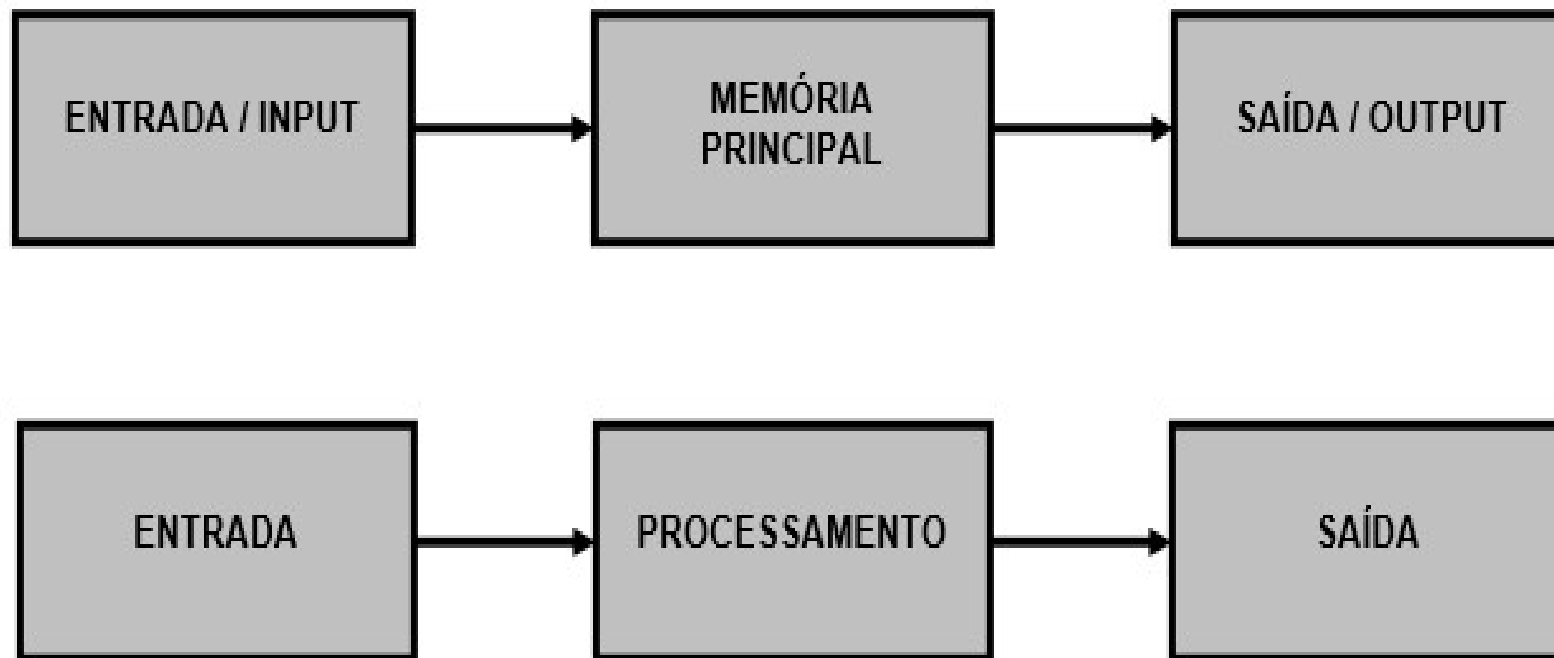 ENTRADA / INPUT
MEMÓRIA
PRINCIPAL
SAÍDA / OUTPUT
ENTRADA
PROCESSAMENTO
SAÍDA